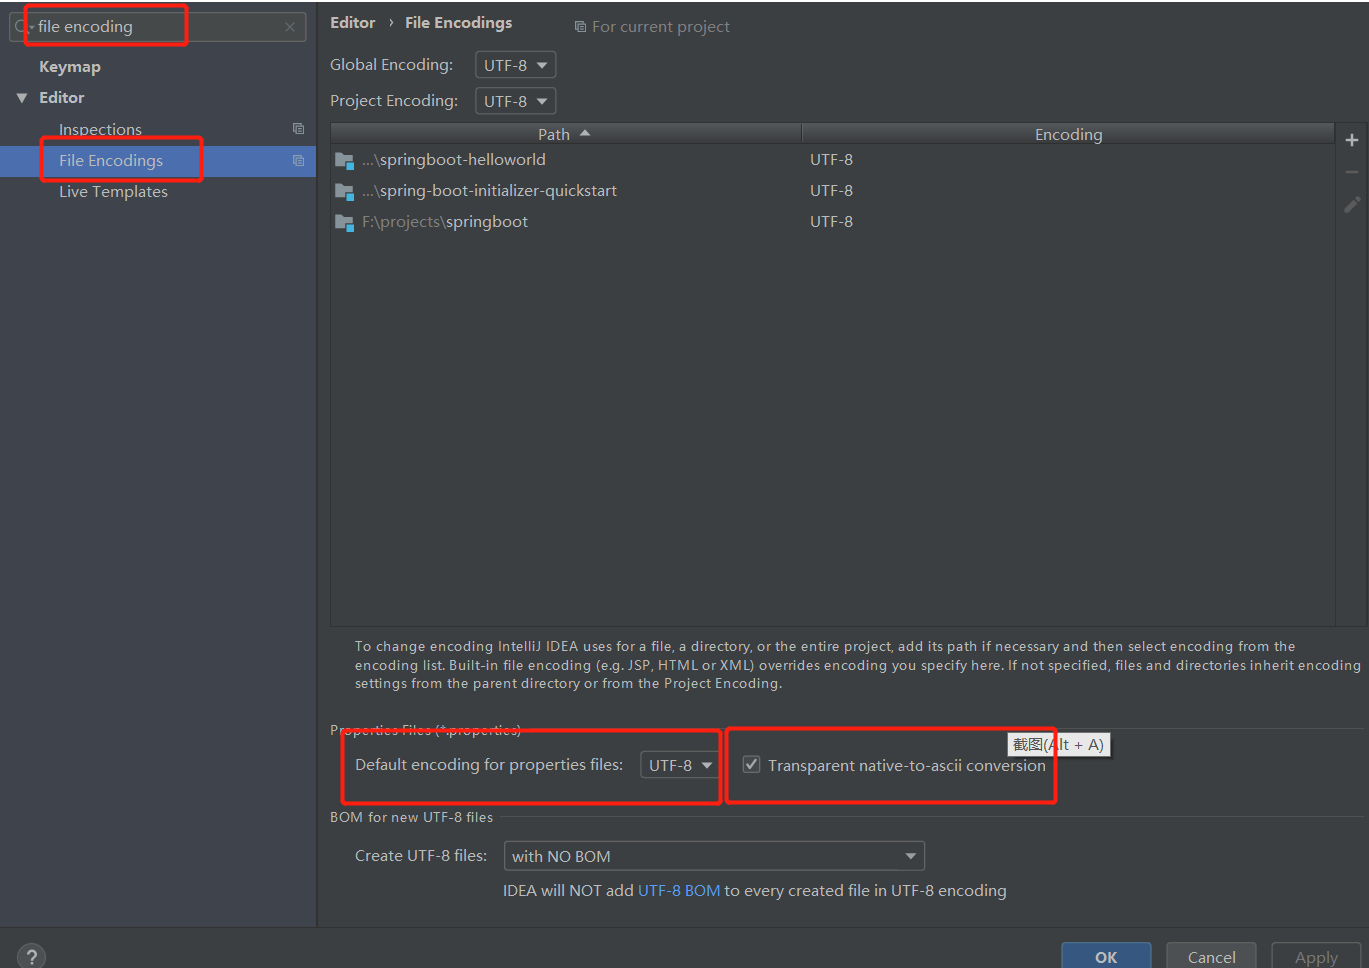 file encoding
Keymap
Editor
Inspections
File Encodings
Live Templates
Editor › File Encodings
For current project
Global Encoding: UTF-8
Project Encoding: UTF-8
Path Encoding
...\springboot-helloworld UTF-8
...\spring-boot-initializer-quickstart UTF-8
F:\projects\springboot UTF-8
To change encoding IntelliJ IDEA uses for a file, a directory, or the entire project, add its path if necessary and then select encoding from the
encoding list. Built-in file encoding (e.g. JSP, HTML or XML) overrides encoding you specify here. If not specified, files and directories inherit encoding
settings from the parent directory or from the Project Encoding.
Properties Files (*.properties)
截图(Alt + A)
Default encoding for properties files: UTF-8 Transparent native-to-ascii conversion
BOM for new UTF-8 files
Create UTF-8 files: with NO BOM
IDEA will NOT add UTF-8 BOM to every created file in UTF-8 encoding
? OK Cancel Apply